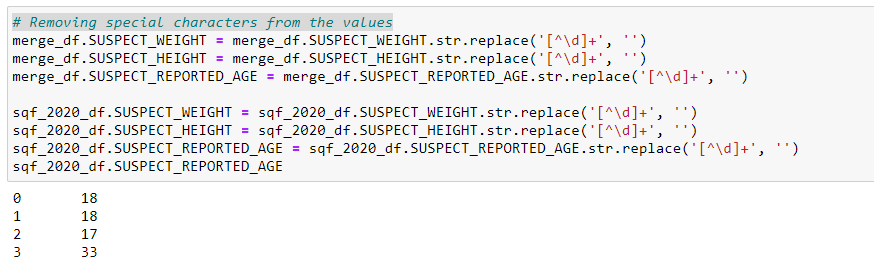 # Removing special characters from the values
merge_df.SUSPECT_WEIGHT = merge_df.SUSPECT_WEIGHT.str.replace('[^\d]+', '')
merge_df.SUSPECT_HEIGHT = merge_df.SUSPECT_HEIGHT.str.replace('[^\d]+', '')
merge_df.SUSPECT_REPORTED_AGE = merge_df.SUSPECT_REPORTED_AGE.str.replace('[^\d]+', '')
sqf_2020_df.SUSPECT_WEIGHT = sqf_2020_df.SUSPECT_WEIGHT.str.replace('[^\d]+', '')
sqf_2020_df.SUSPECT_HEIGHT = sqf_2020_df.SUSPECT_HEIGHT.str.replace('[^\d]+', '')
sqf_2020_df.SUSPECT_REPORTED_AGE = sqf_2020_df.SUSPECT_REPORTED_AGE.str.replace('[^\d]+', '')
sqf_2020_df.SUSPECT_REPORTED_AGE
0 18
1 18
2 17
3 33